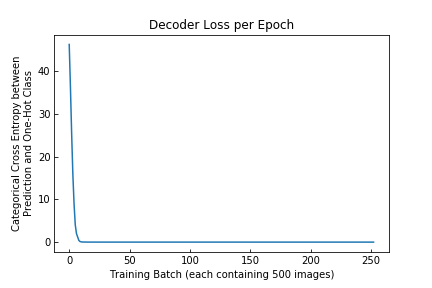 Decoder Loss per Epoch
Categorical Cross Entropy between
Prediction and One-Hot Class
40
30
20
10
0
0
50
100
150
200
250
Training Batch (each containing 500 images)